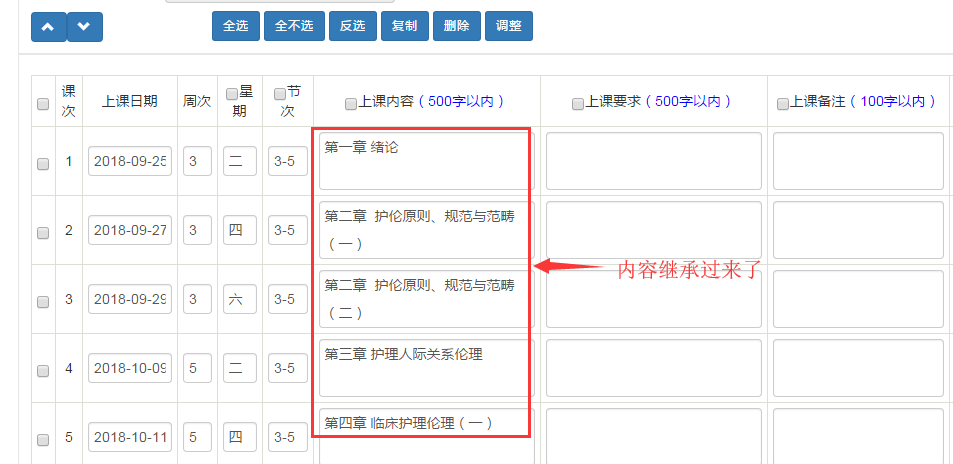 全选 全不选 反选 复制 删除 调整
课次 上课日期 周次 星期 节次 上课内容（500字以内） 上课要求（500字以内） 上课备注（100字以内）
1 2018-09-25 3 二 3-5 第一章 绪论
2 2018-09-27 3 四 3-5 第二章 护伦原则、规范与范畴
（一）
内容继承过来了
3 2018-09-29 3 六 3-5 第二章 护伦原则、规范与范畴
（二）
4 2018-10-09 5 二 3-5 第三章 护理人际关系伦理
5 2018-10-11 5 四 3-5 第四章 临床护理伦理（一）